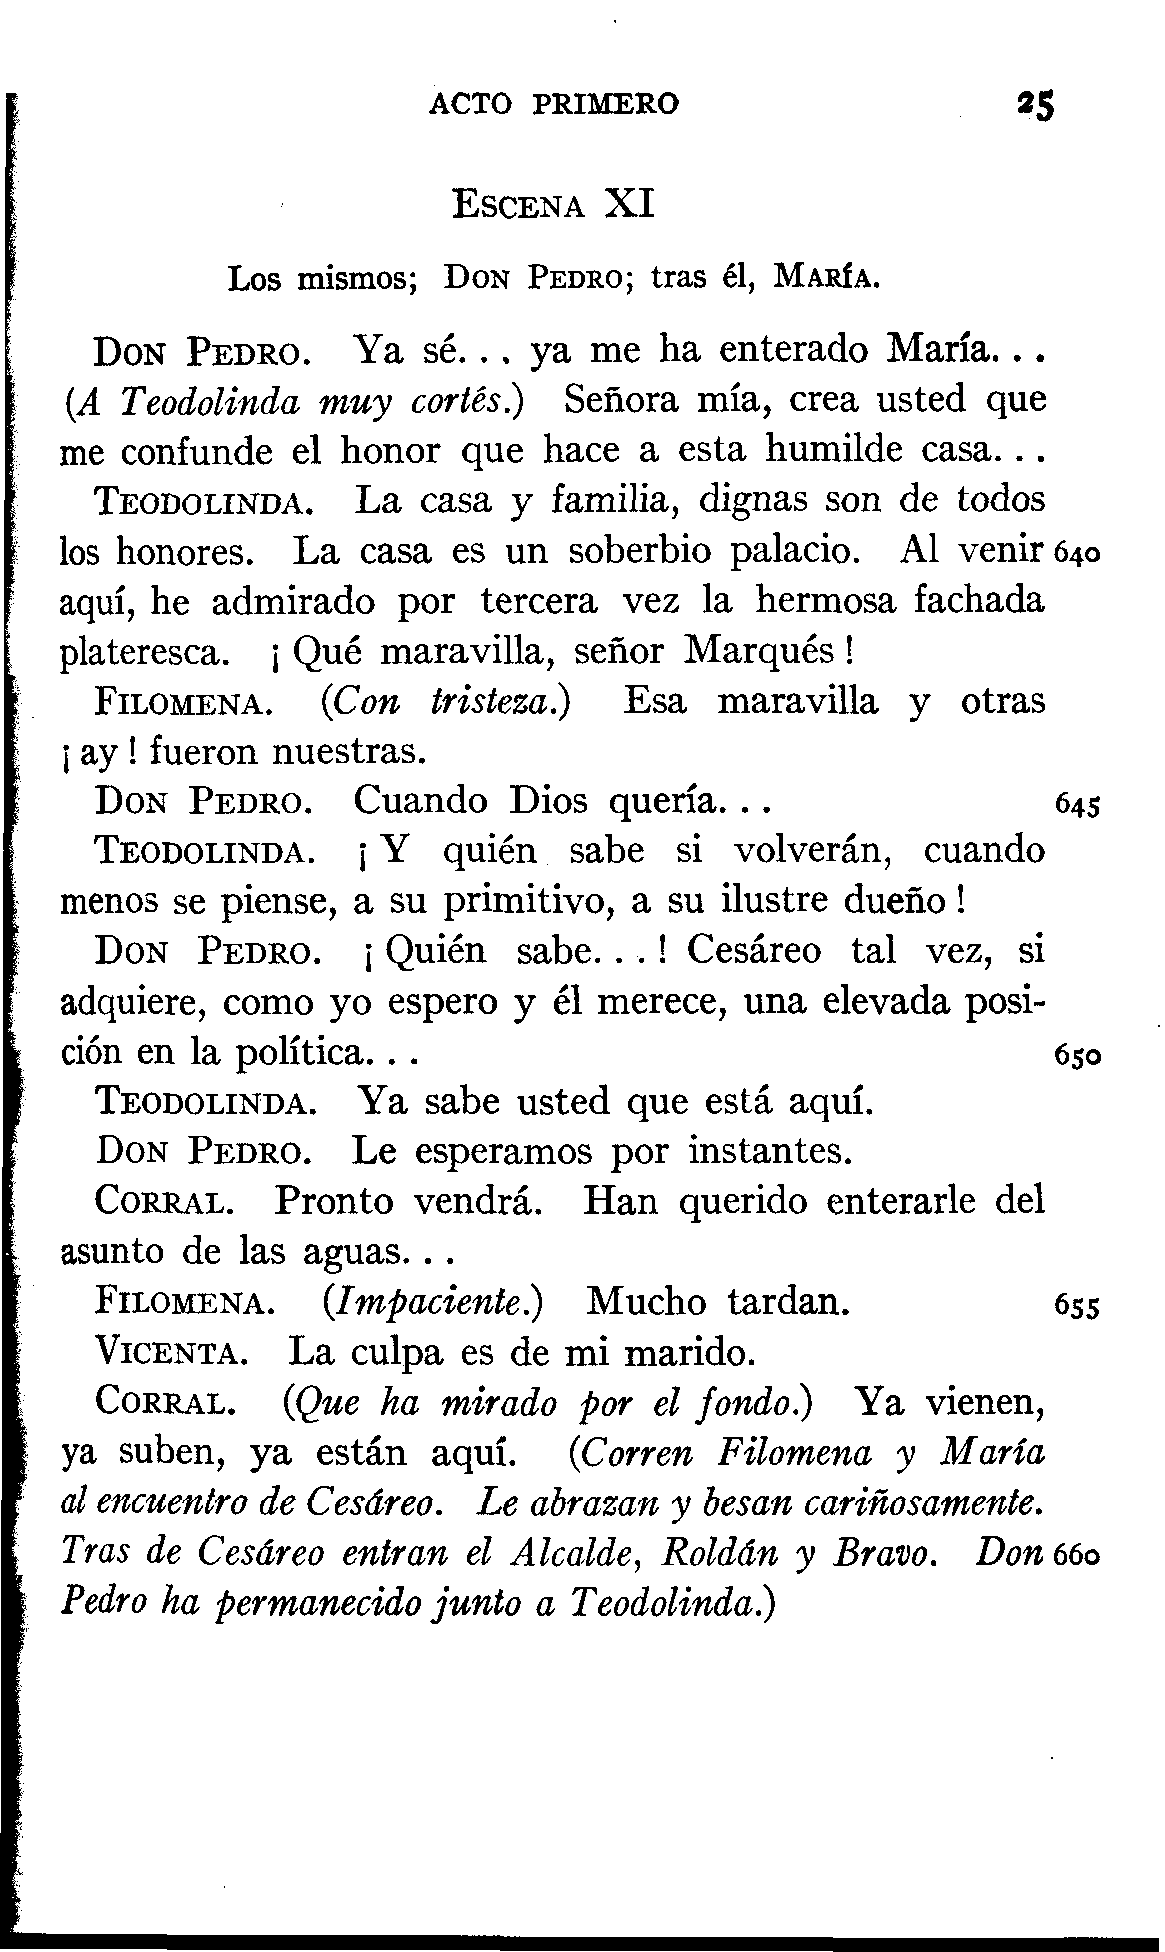 ACTO PRIMERO 25
ESCENA XI
Los mismos; DON PEDRO; tras él, MARÍA.
DON PEDRO. Ya sé... ya me ha enterado María...
(A Teodolinda muy cortés.) Señora mía, crea usted que
me confunde el honor que hace a esta humilde casa...
TEODOLINDA. La casa y familia, dignas son de todos
los honores. La casa es un soberbio palacio. Al venir 640
aquí, he admirado por tercera vez la hermosa fachada
plateresca. ¡ Qué maravilla, señor Marqués !
FILOMENA. (Con tristeza.) Esa maravilla y otras
¡ ay ! fueron nuestras.
DON PEDRO. Cuando Dios quería... 645
TEODOLINDA. ¡ Y quién sabe si volverán, cuando
menos se piense, a su primitivo, a su ilustre dueño !
DON PEDRO. ¡ Quién sabe...! Cesáreo tal vez, si
adquiere, como yo espero y él merece, una elevada posi-
ción en la política... 650
TEODOLINDA. Ya sabe usted que está aquí.
DON PEDRO. Le esperamos por instantes.
CORRAL. Pronto vendrá. Han querido enterarle del
asunto de las aguas...
FILOMENA. (Impaciente.) Mucho tardan. 655
VICENTA. La culpa es de mi marido.
CORRAL. (Que ha mirado por el fondo.) Ya vienen,
ya suben, ya están aquí. (Corren Filomena y María
al encuentro de Cesáreo. Le abrazan y besan cariñosamente.
Tras de Cesáreo entran el Alcalde, Roldán y Bravo. Don 660
Pedro ha permanecido junto a Teodolinda.)